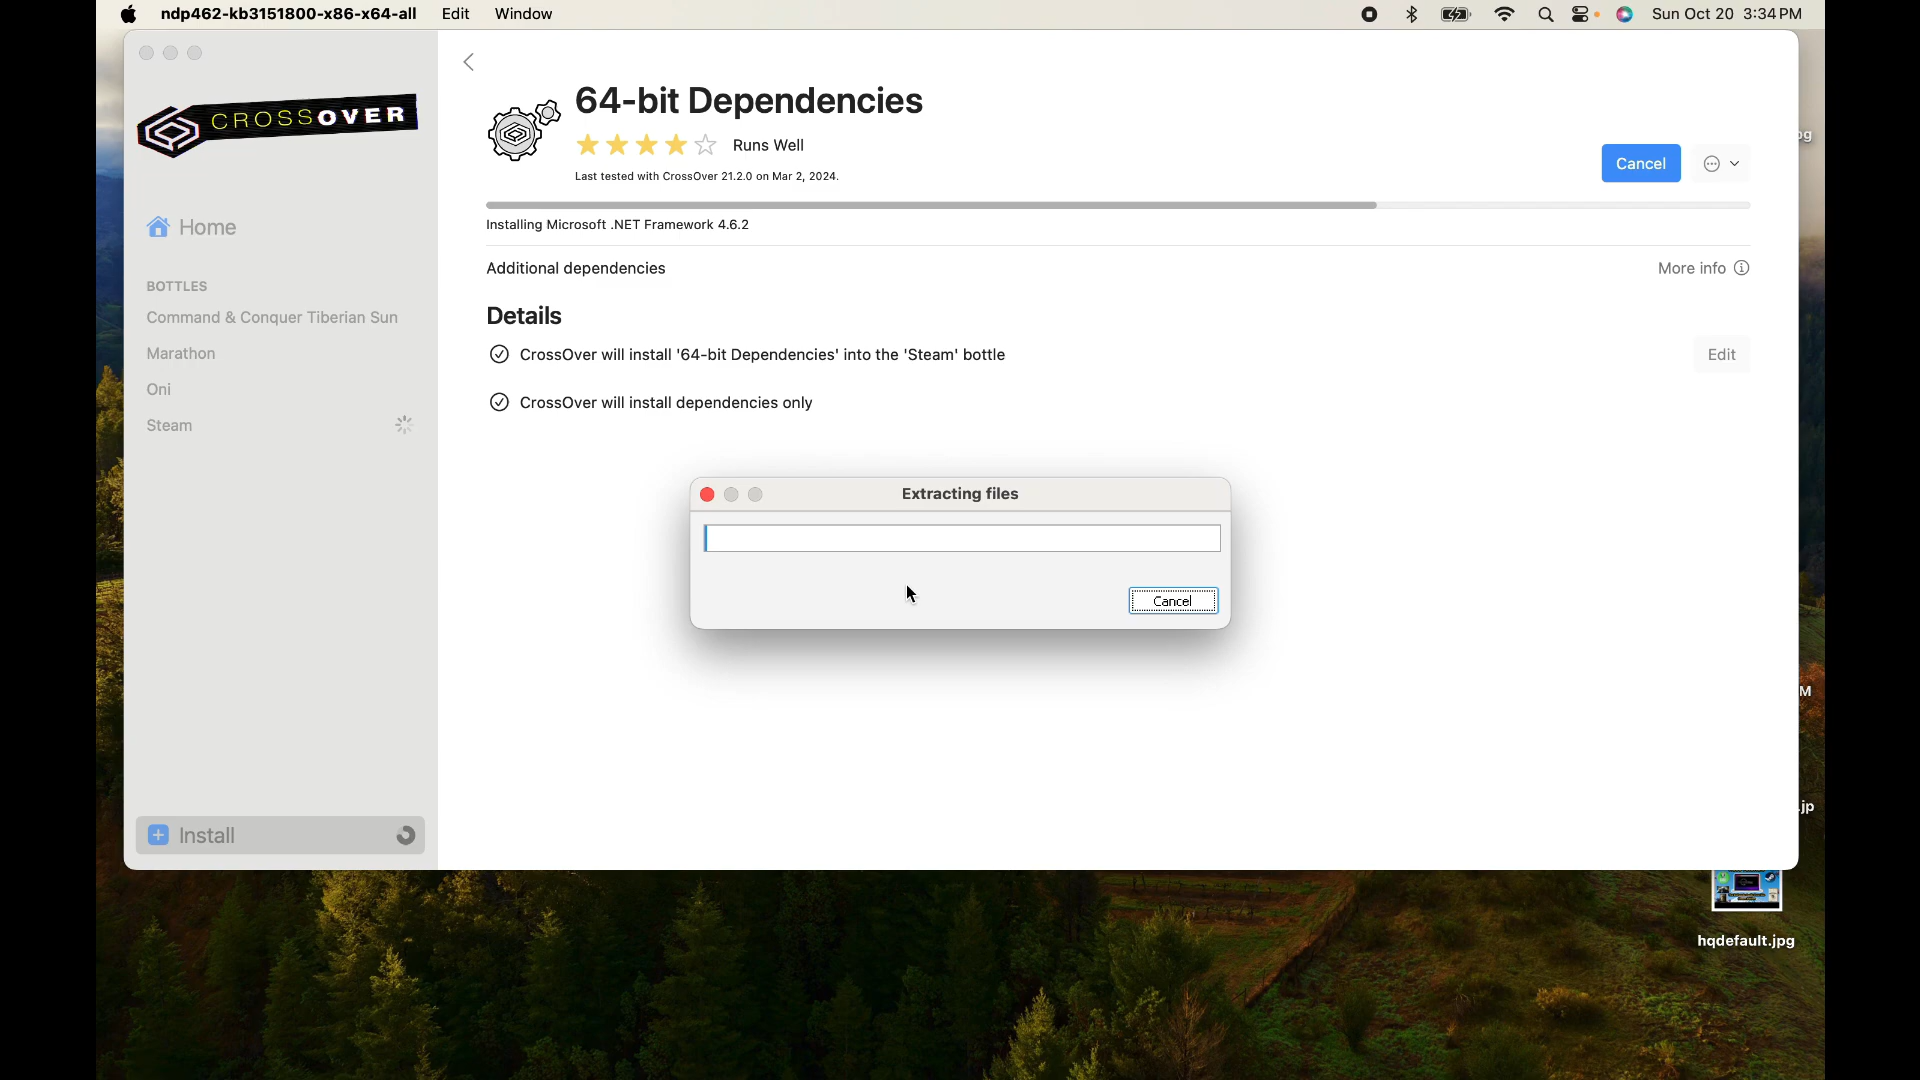 ndp462-kb3151800-x86-x64-all Edit Window Sun Oct 20 3:34 PM
CROSSOVER
Home
BOTTLES
Command & Conquer Tiberian Sun
Marathon
Oni
Steam
Install
64-bit Dependencies
Runs Well
Last tested with CrossOver 21.2.0 on Mar 2, 2024.
Cancel
Installing Microsoft .NET Framework 4.6.2
Additional dependencies More info
Details
CrossOver will install '64-bit Dependencies' into the 'Steam' bottle Edit
CrossOver will install dependencies only
Extracting files
Cancel
hqdefault.jpg